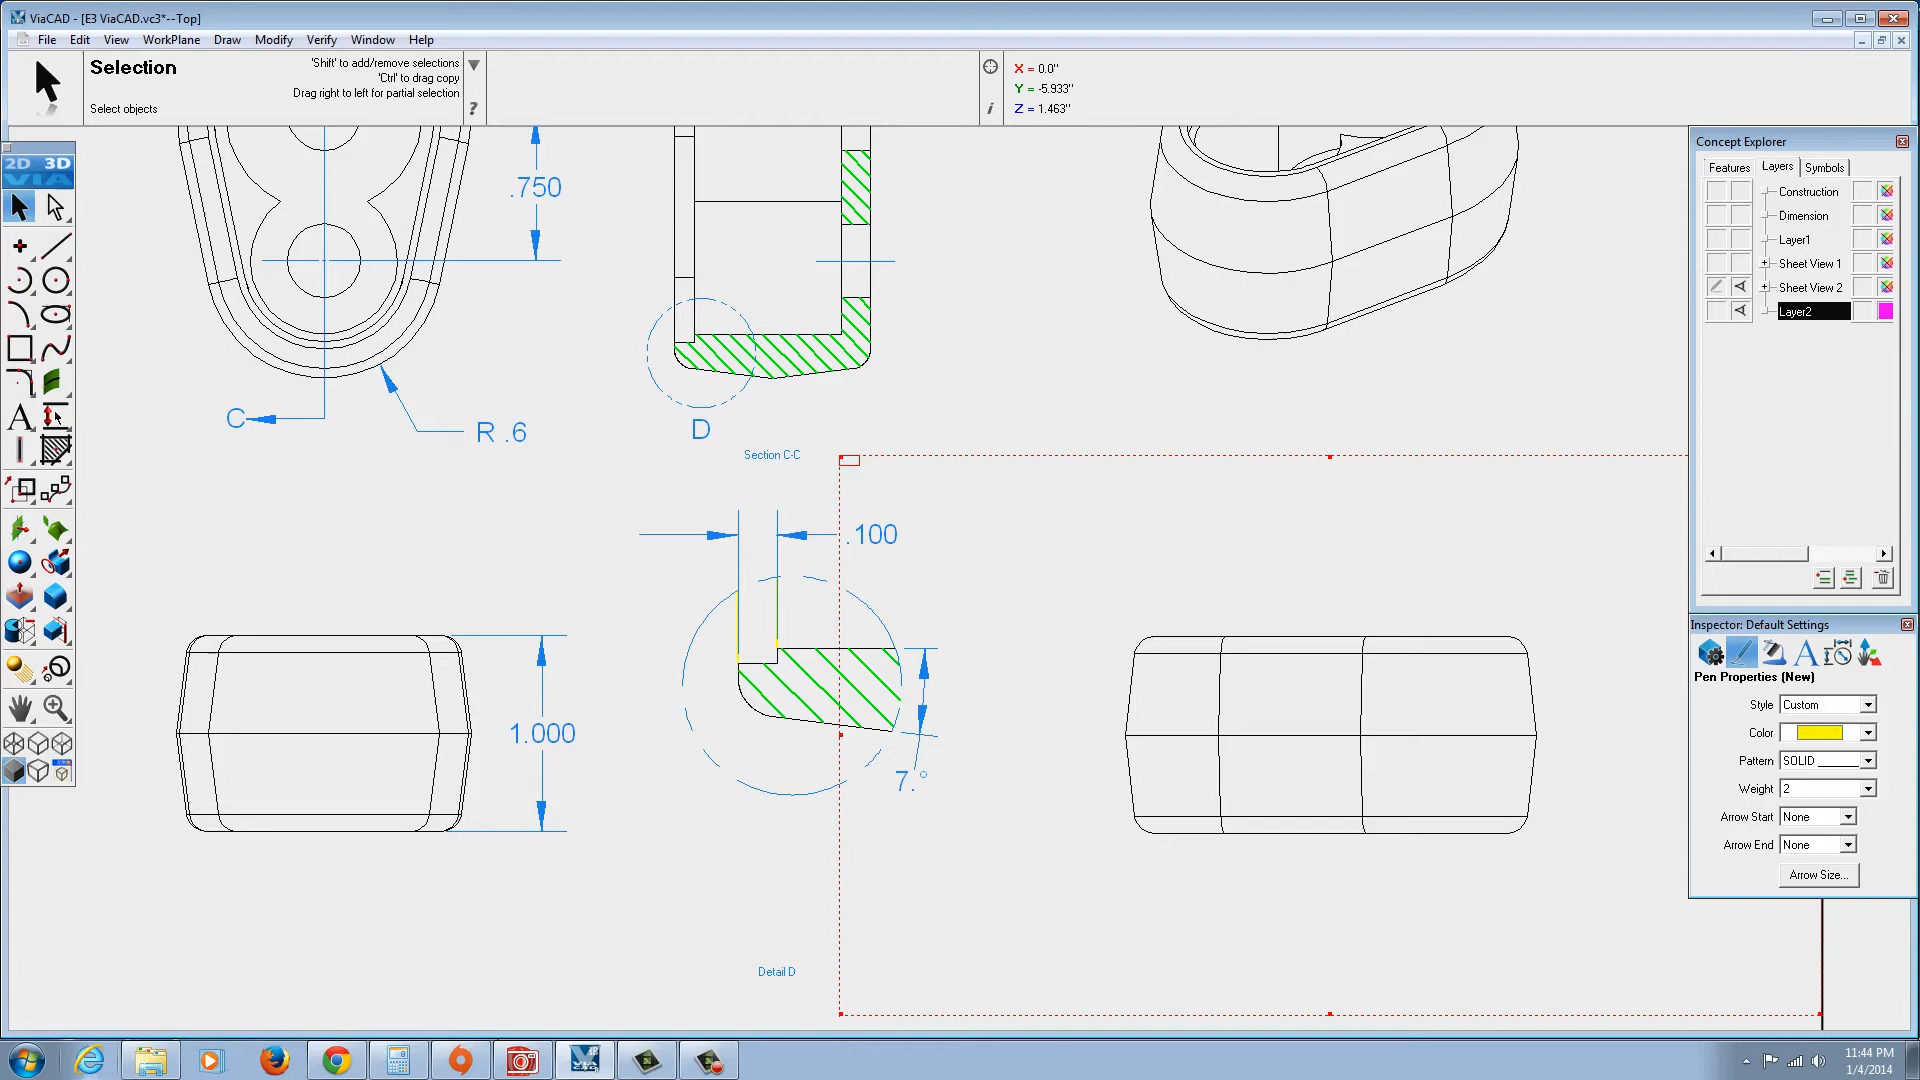 ViaCAD - [E3 ViaCAD.vc3*--Top]
File Edit View WorkPlane Draw Modify Verify Window Help
Selection
'Shift' to add/remove selections
'Ctrl' to drag copy
Drag right to left for partial selection
Select objects
?
i
X = 0.0"
Y = -5.933"
Z = 1.463"
2D 3D
VIA
A
.750
C
R .6
D
Section C-C
.100
1.000
7.°
Detail D
Concept Explorer
Features Layers Symbols
Construction
Dimension
Layer1
Sheet View 1
Sheet View 2
Layer2
Inspector: Default Settings
Pen Properties (New)
Style Custom
Color
Pattern SOLID
Weight 2
Arrow Start None
Arrow End None
Arrow Size...
11:44 PM
1/4/2014